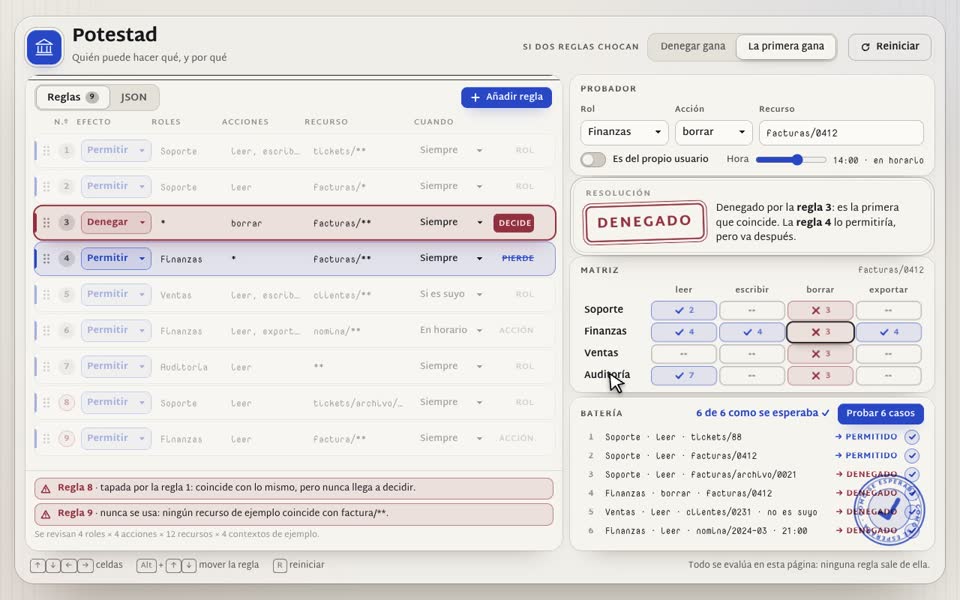 Potestad
Quién puede hacer qué, y por qué
SI DOS REGLAS CHOCAN
Denegar gana
La primera gana
Reiniciar
Reglas 9
JSON
Añadir regla
N.º EFECTO ROLES ACCIONES RECURSO CUANDO
1 Permitir Soporte leer, escrib… tickets/** Siempre ROL
2 Permitir Soporte leer facturas/* Siempre ROL
3 Denegar * borrar facturas/** Siempre DECIDE
4 Permitir Finanzas * facturas/** Siempre PIERDE
5 Permitir Ventas leer, escrib… clientes/** Si es suyo ROL
6 Permitir Finanzas leer, export… nomina/** En horario ACCIÓN
7 Permitir Auditoría leer ** Siempre ROL
8 Permitir Soporte leer tickets/archivo/… Siempre ROL
9 Permitir Finanzas leer factura/** Siempre ACCIÓN
Regla 8 · tapada por la regla 1: coincide con lo mismo, pero nunca llega a decidir.
Regla 9 · nunca se usa: ningún recurso de ejemplo coincide con factura/**.
Se revisan 4 roles × 4 acciones × 12 recursos × 4 contextos de ejemplo.
PROBADOR
Rol Acción Recurso
Finanzas borrar facturas/0412
Es del propio usuario Hora 14:00 · en horario
RESOLUCIÓN
DENEGADO
Denegado por la regla 3: es la primera
que coincide. La regla 4 lo permitiría,
pero va después.
MATRIZ facturas/0412
leer escribir borrar exportar
Soporte 2 -- 3 --
Finanzas 4 4 3 4
Ventas -- -- 3 --
Auditoría 7 -- 3 --
BATERÍA 6 de 6 como se esperaba ✓ Probar 6 casos
1 Soporte · leer · tickets/88 → PERMITIDO
2 Soporte · leer · facturas/0412 → PERMITIDO
3 Soporte · leer · facturas/archivo/0021 → DENEGADO
4 Finanzas · borrar · facturas/0412 → DENEGADO
5 Ventas · leer · clientes/0231 · no es suyo → DENEGADO
6 Finanzas · leer · nomina/2024-03 · 21:00 → DENEGADO
↑ ↓ ← → celdas Alt + ↑ ↓ mover la regla R reiniciar
Todo se evalúa en esta página: ninguna regla sale de ella.